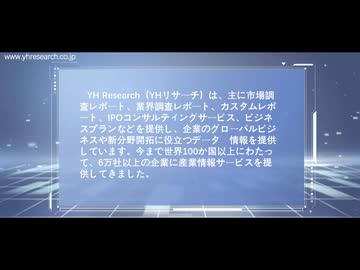 www.yhresearch.co.jp
YH Research（YHリサーチ）は、主に市場調
査レポート、業界調査レポート、カスタムレポ
ート、IPOコンサルティングサービス、ビジネ
スプランなどを提供し、企業のグローバルビジ
ネスや新分野開拓に役立つデータ　情報を提供
しています。今まで世界100か国以上にわたっ
て、6万社以上の企業に産業情報サービスを提
供してきました。